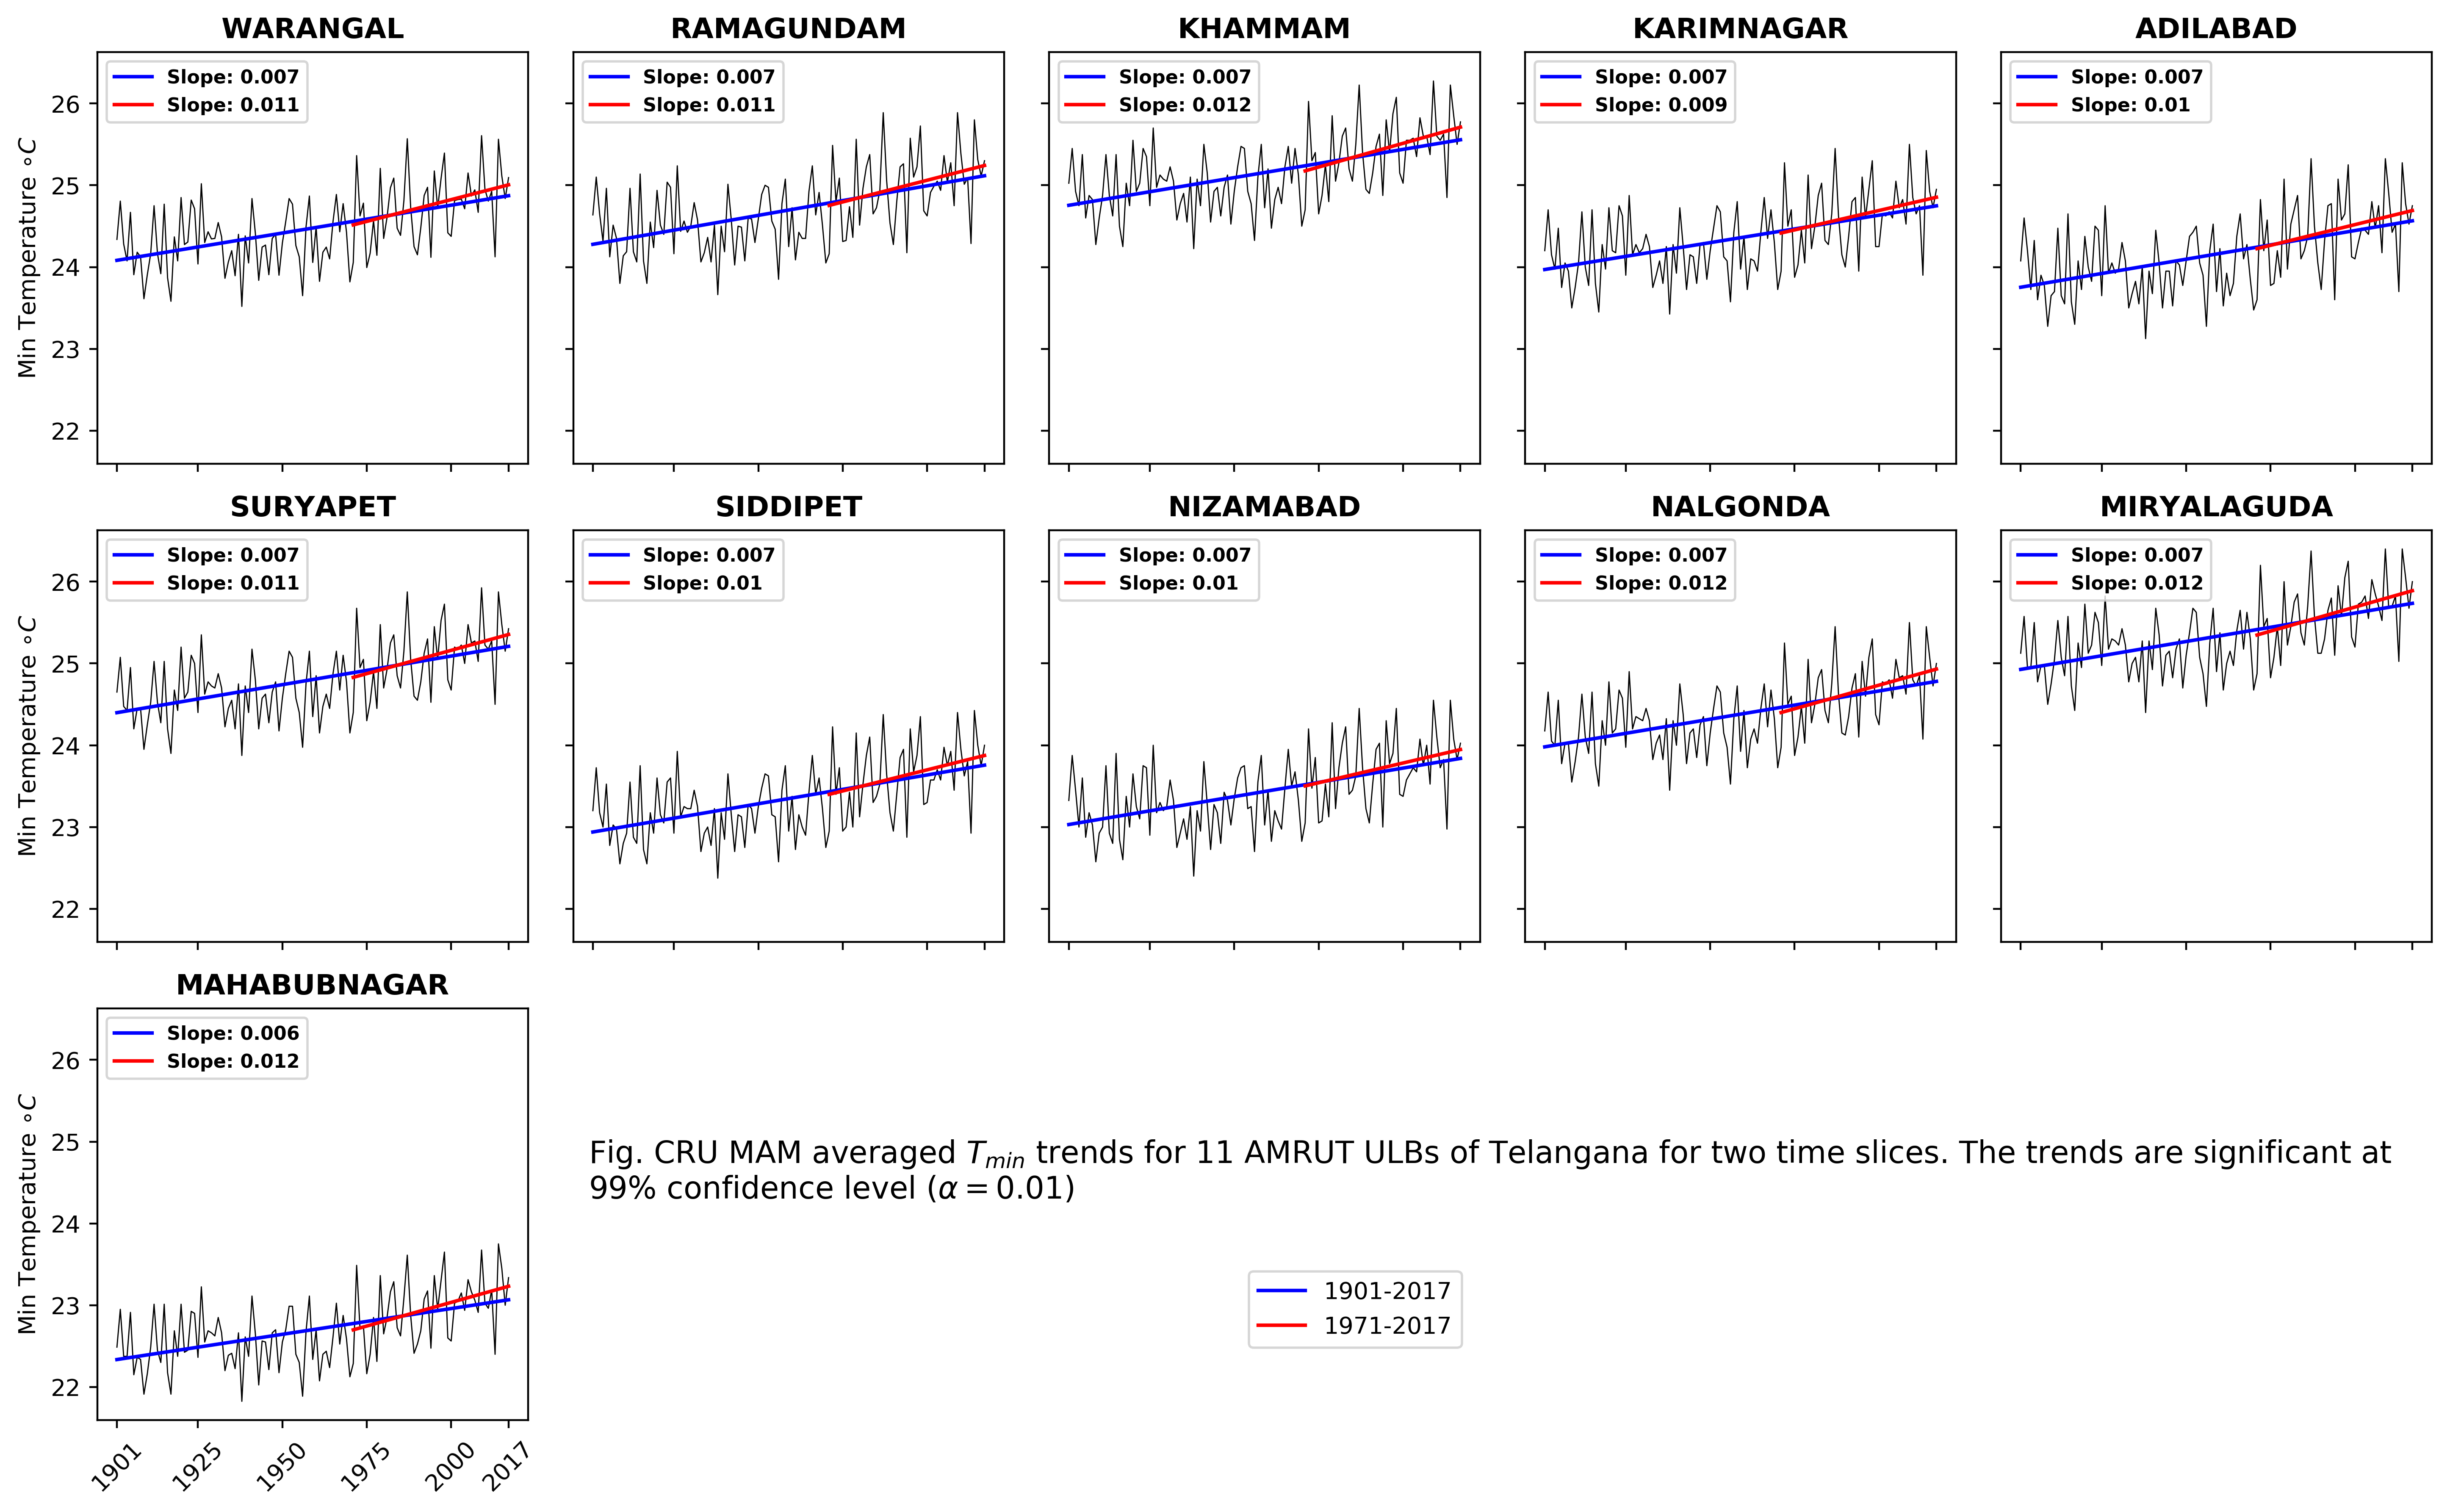 WARANGAL
Slope: 0.007
Slope: 0.011
Min Temperature ∘C
26
25
24
23
22
RAMAGUNDAM
Slope: 0.007
Slope: 0.011
KHAMMAM
Slope: 0.007
Slope: 0.012
KARIMNAGAR
Slope: 0.007
Slope: 0.009
ADILABAD
Slope: 0.007
Slope: 0.01
SURYAPET
Slope: 0.007
Slope: 0.011
Min Temperature ∘C
26
25
24
23
22
SIDDIPET
Slope: 0.007
Slope: 0.01
NIZAMABAD
Slope: 0.007
Slope: 0.01
NALGONDA
Slope: 0.007
Slope: 0.012
MIRYALAGUDA
Slope: 0.007
Slope: 0.012
MAHABUBNAGAR
Slope: 0.006
Slope: 0.012
Min Temperature ∘C
26
25
24
23
22
1901
1925
1950
1975
2000
2017
Fig. CRU MAM averaged Tmin trends for 11 AMRUT ULBs of Telangana for two time slices. The trends are significant at
99% confidence level (α = 0.01)
1901-2017
1971-2017